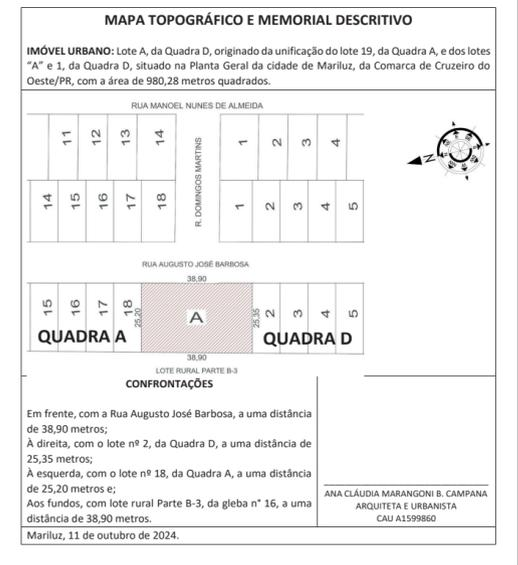 MAPA TOPOGRÁFICO E MEMORIAL DESCRITIVO
IMÓVEL URBANO: Lote A, da Quadra D, originado da unificação do lote 19, da Quadra A, e dos lotes
"A" e 1, da Quadra D, situado na Planta Geral da cidade de Mariluz, da Comarca de Cruzeiro do
Oeste/PR, com a área de 980,28 metros quadrados.
RUA MANOEL NUNES DE ALMEIDA
11 12 13 14
R. DOMINGOS MARTINS
1 2 3 4
N
14 15 16 17 18
1 2 3 4 5
RUA AUGUSTO JOSÉ BARBOSA
38,90
15 16 17 18
25,20
A
25,35
2 3 4 5
QUADRA A
QUADRA D
38,90
LOTE RURAL PARTE B-3
CONFRONTAÇÕES
Em frente, com a Rua Augusto José Barbosa, a uma distância
de 38,90 metros;
À direita, com o lote nº 2, da Quadra D, a uma distância de
25,35 metros;
À esquerda, com o lote nº 18, da Quadra A, a uma distância
de 25,20 metros e;
Aos fundos, com lote rural Parte B-3, da gleba n° 16, a uma
distância de 38,90 metros.
ANA CLÁUDIA MARANGONI B. CAMPANA
ARQUITETA E URBANISTA
CAU A1599860
Mariluz, 11 de outubro de 2024.